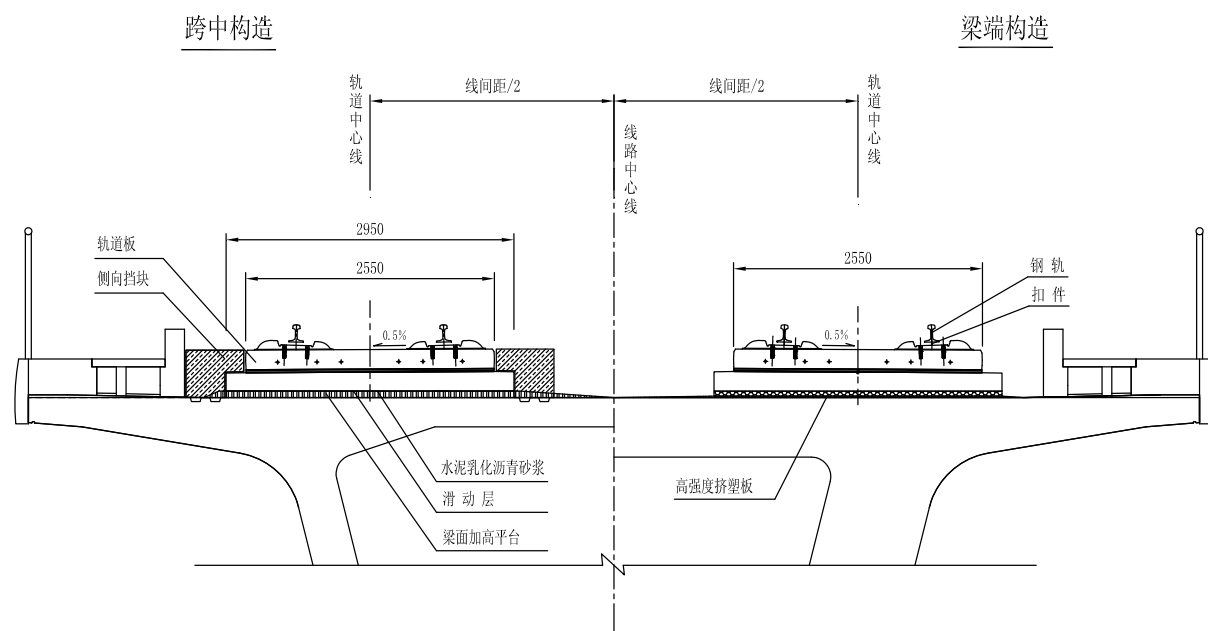 跨中构造
梁端构造
轨道中心线
线间距/2
线间距/2
轨道中心线
线路中心线
2950
轨道板
2550
侧向挡块
0.5%
2550
钢轨
扣件
0.5%
水泥乳化沥青砂浆
滑动层
梁面加高平台
高强度挤塑板